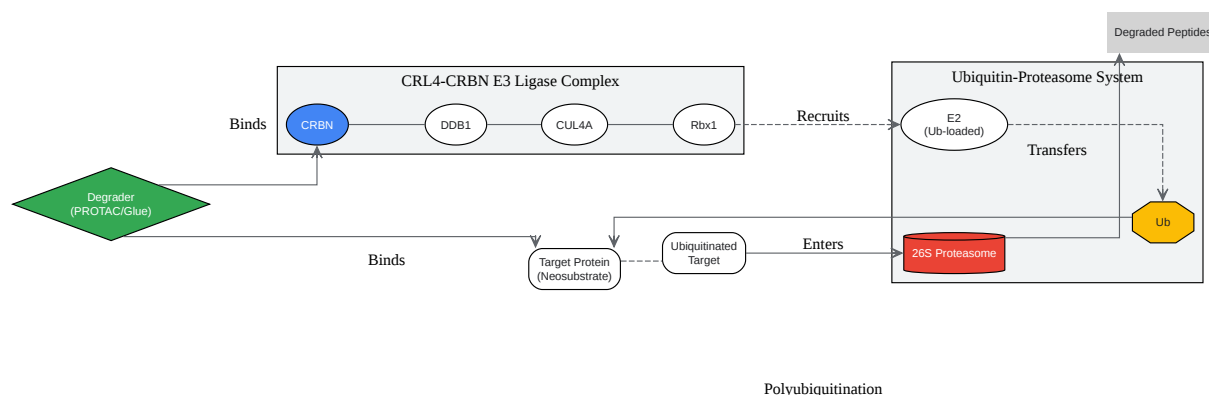 Degraded Peptides
CRL4-CRBN E3 Ligase Complex
Ubiquitin-Proteasome System
Binds
CRBN
DDB1
CUL4A
Rbx1
Recruits
E2
(Ub-loaded)
Transfers
Degrader
(PROTAC/Glue)
Ub
Binds
Target Protein
(Neosubstrate)
Ubiquitinated
Target
Enters
26S Proteasome
Polyubiquitination